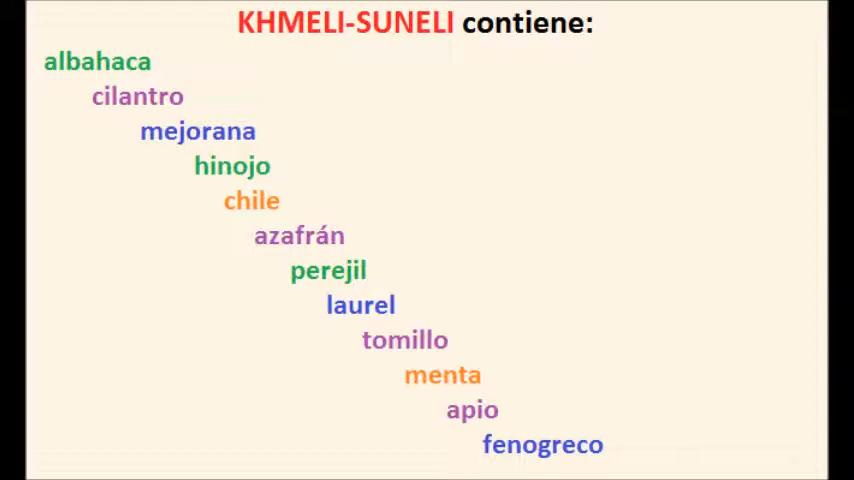 KHMELI-SUNELI contiene:
albahaca
cilantro
mejorana
hinojo
chile
azafrán
perejil
laurel
tomillo
menta
apio
fenogreco